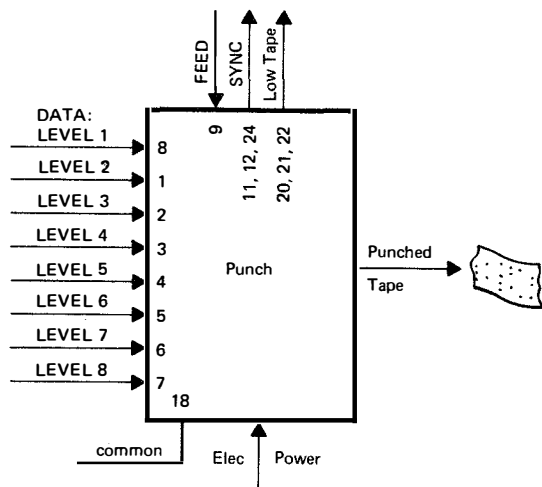 FEED
SYNC
Low Tape
9
11, 12, 24
20, 21, 22
DATA:
LEVEL 1
8
LEVEL 2
1
LEVEL 3
2
LEVEL 4
3
LEVEL 5
4
LEVEL 6
5
LEVEL 7
6
LEVEL 8
7
Punch
Punched
Tape
18
common
Elec Power